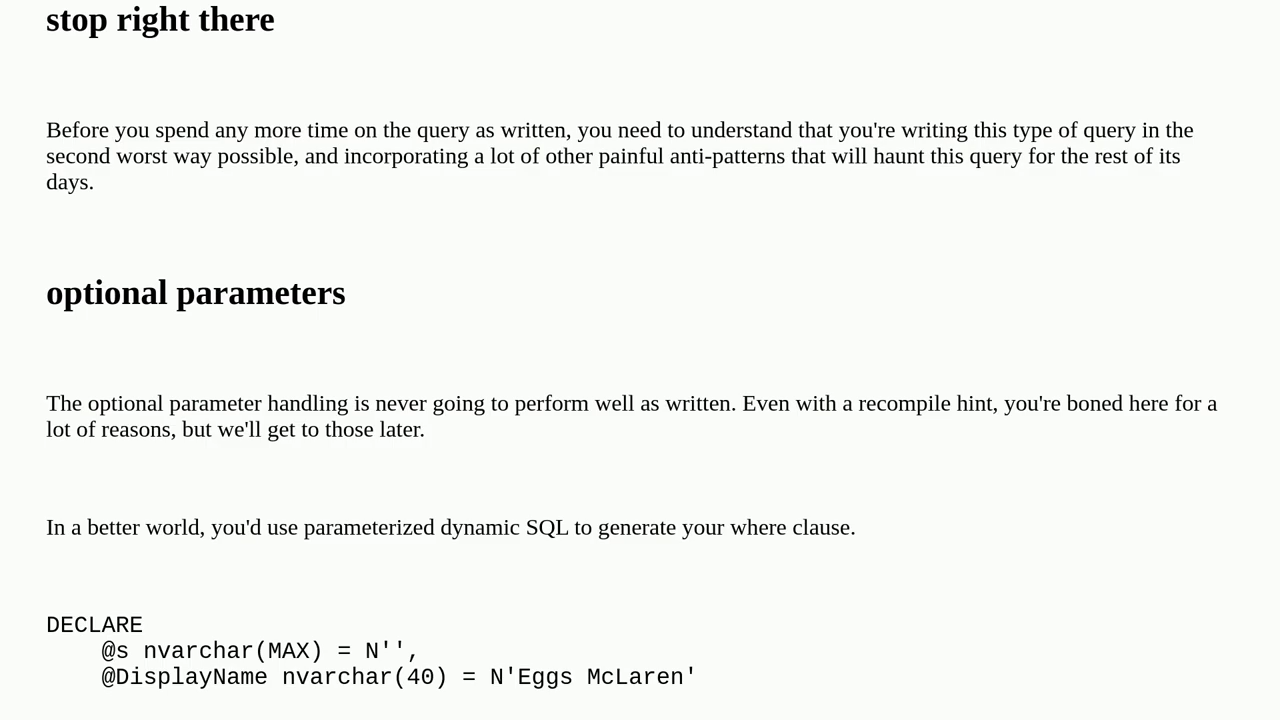 stop right there
Before you spend any more time on the query as written, you need to understand that you're writing this type of query in the
second worst way possible, and incorporating a lot of other painful anti-patterns that will haunt this query for the rest of its
days.
optional parameters
The optional parameter handling is never going to perform well as written. Even with a recompile hint, you're boned here for a
lot of reasons, but we'll get to those later.
In a better world, you'd use parameterized dynamic SQL to generate your where clause.
DECLARE
    @s nvarchar(MAX) = N'',
    @DisplayName nvarchar(40) = N'Eggs McLaren'